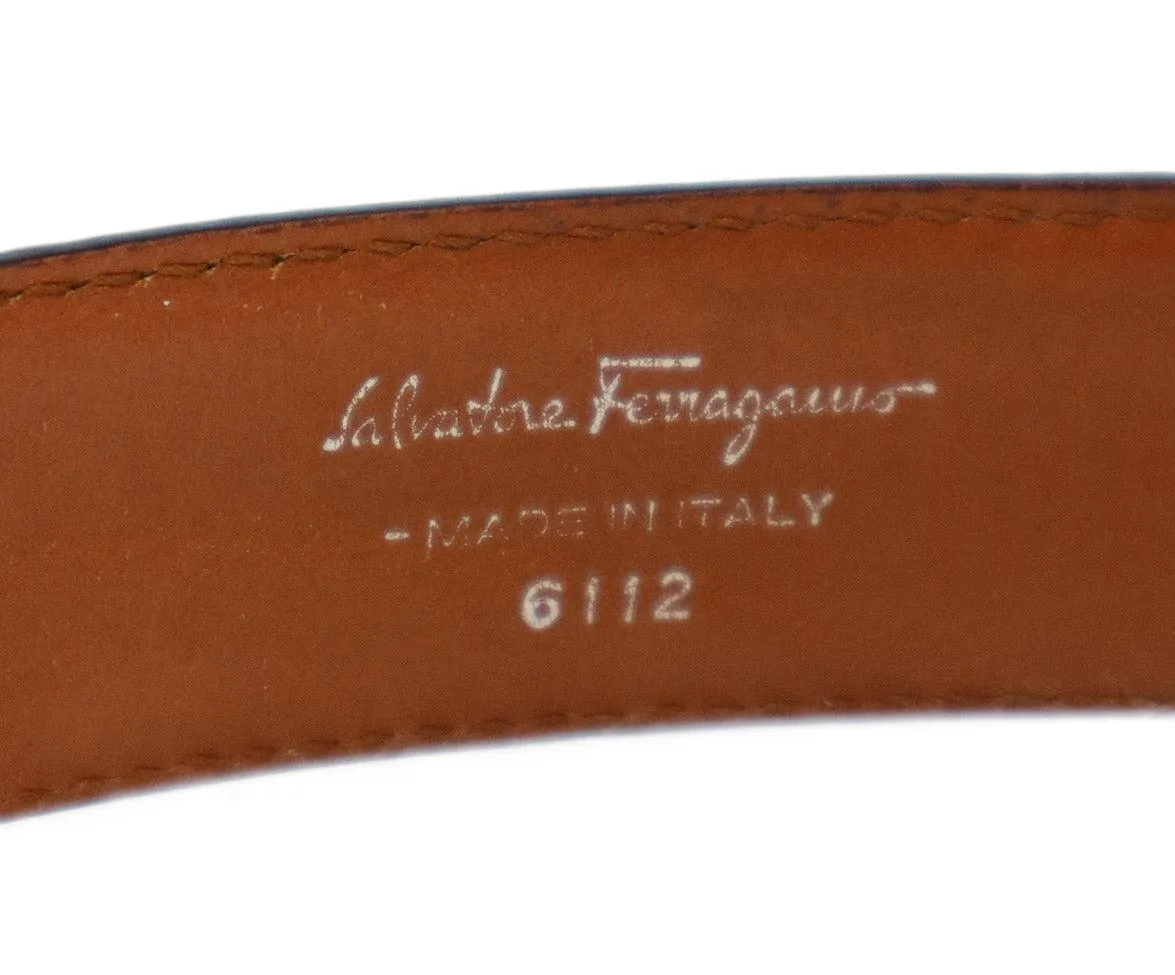 Salvatore Ferragamo
-MADE IN ITALY
6112